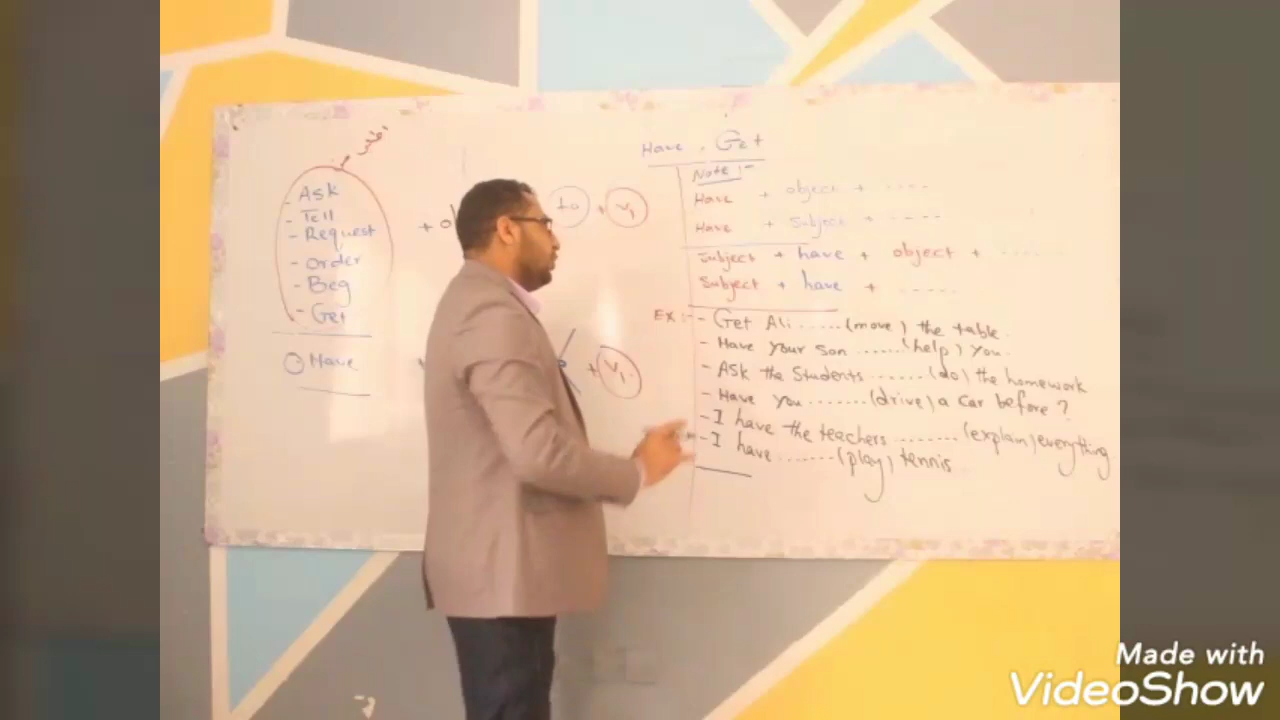 - Ask
- Tell
- Request
- Order
- Beg
- Get
Have
+ o
to + V1
+ V1
Have , Get
Note :-
Have + object + ----
Have + subject + ----
subject + have + object + ------
subject + have + -----
Ex:- - Get Ali ...... (move) the table.
- Have your son ...... (help) you.
- Ask the Students ....... (do) the homework
- Have you ....... (drive) a car before ?
- I have the teachers ......... (explain) everything
- I have ....... (play) tennis
Made with
VideoShow